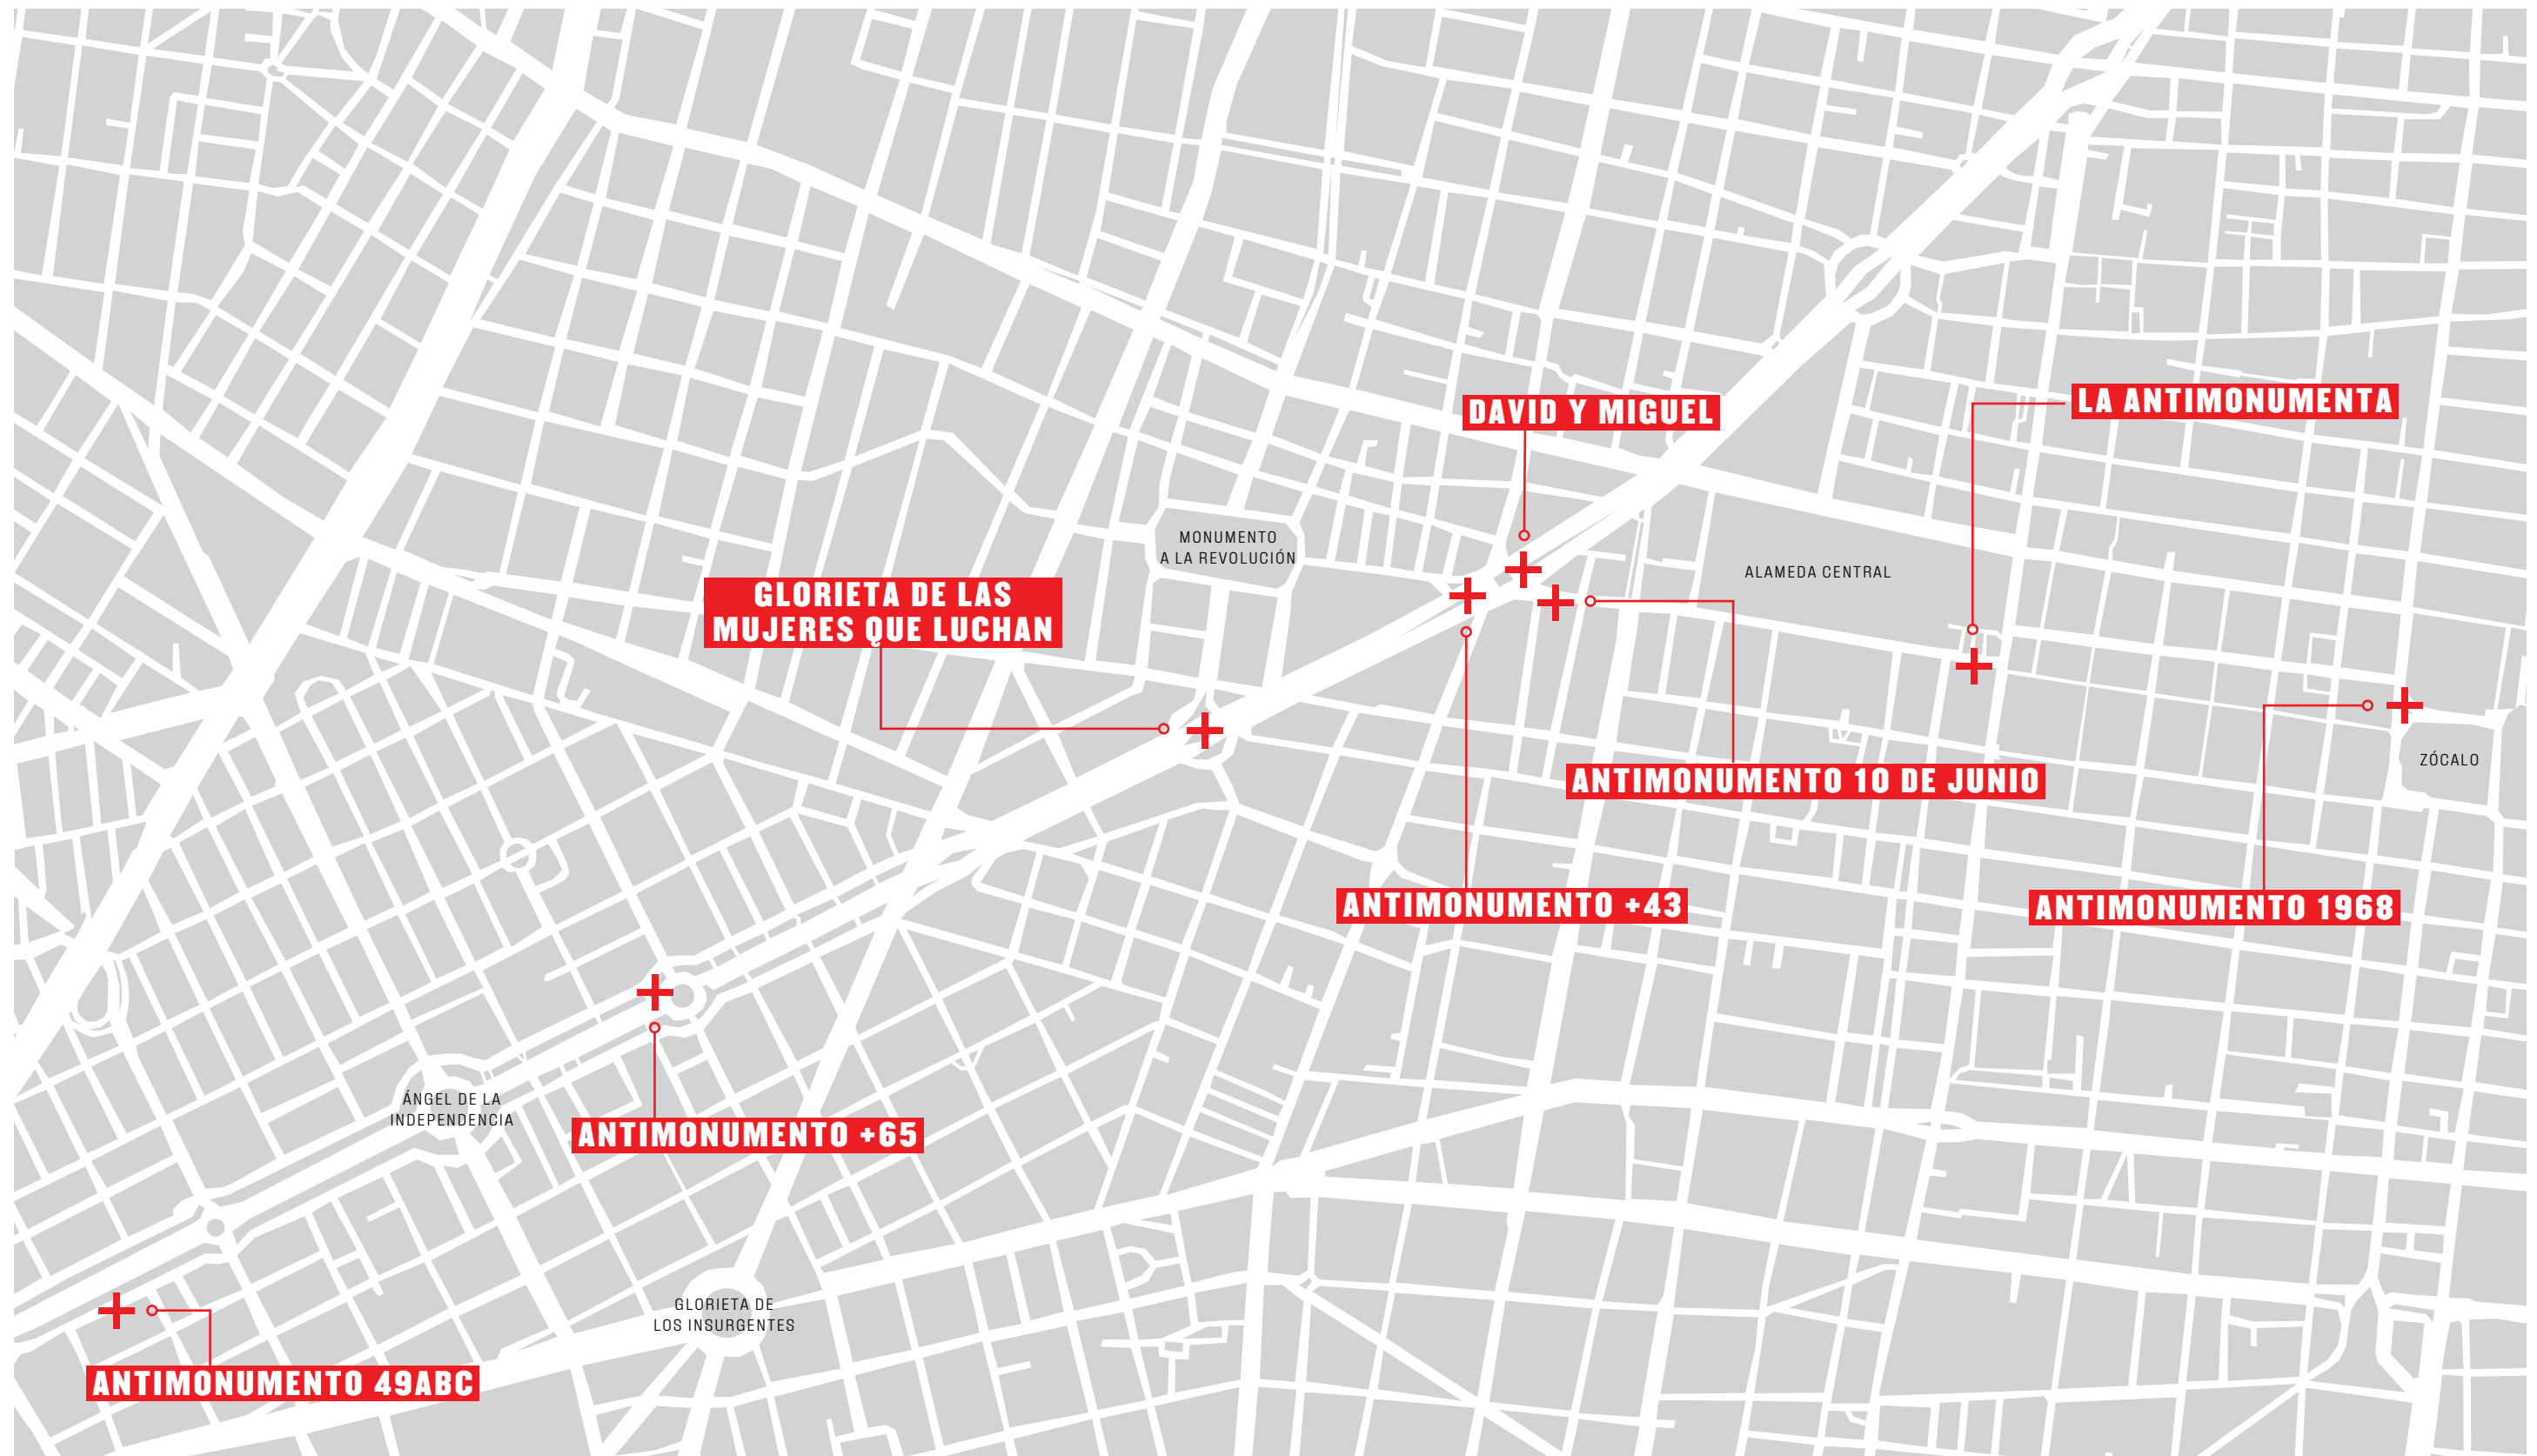 LA ANTIMONUMENTA
DAVID Y MIGUEL
MONUMENTO
A LA REVOLUCIÓN
ALAMEDA CENTRAL
GLORIETA DE LAS
MUJERES QUE LUCHAN
ZÓCALO
ANTIMONUMENTO 10 DE JUNIO
ANTIMONUMENTO +43
ANTIMONUMENTO 1968
ÁNGEL DE LA
INDEPENDENCIA
ANTIMONUMENTO +65
GLORIETA DE
LOS INSURGENTES
ANTIMONUMENTO 49ABC